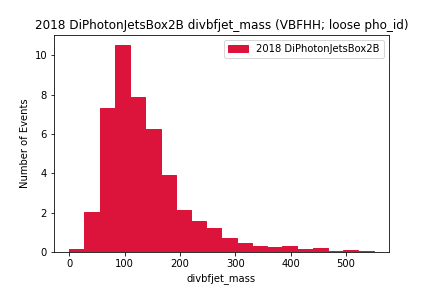 2018 DiPhotonJetsBox2B divbfjet_mass (VBFHH; loose pho_id)
2018 DiPhotonJetsBox2B
10
8
6
4
2
0
Number of Events
0 100 200 300 400 500
divbfjet_mass